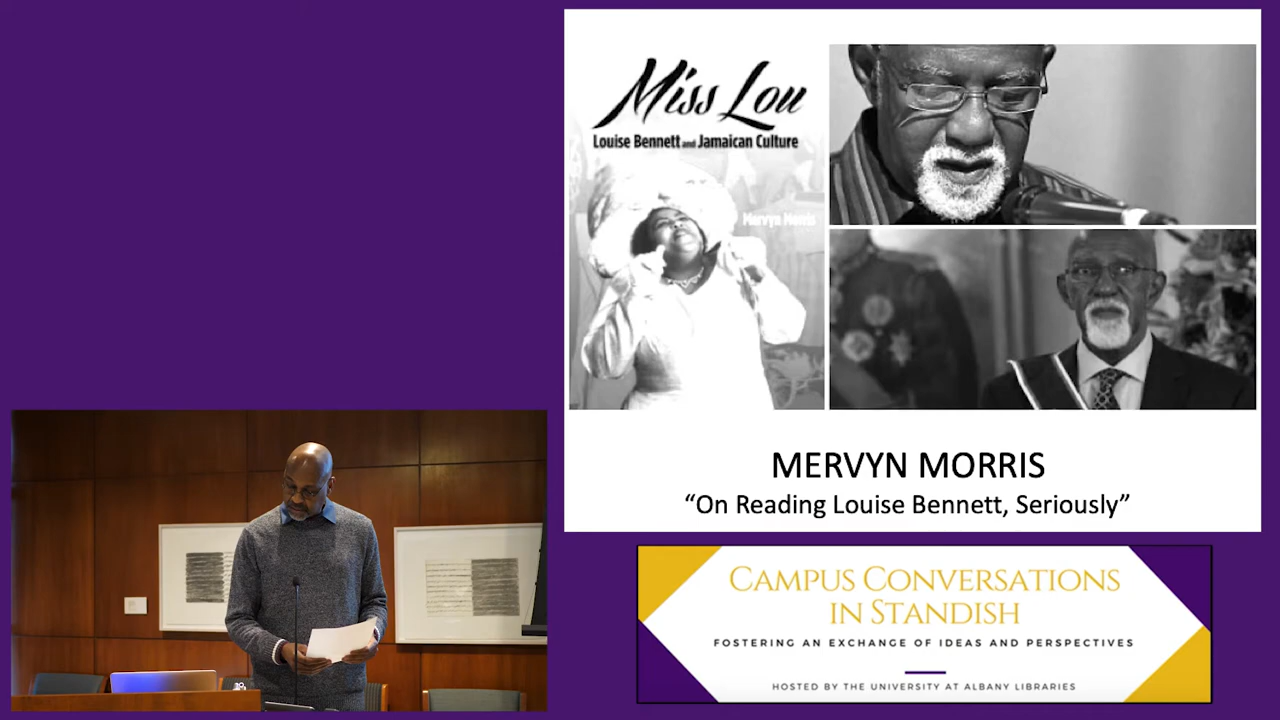 Miss Lou
Louise Bennett and Jamaican Culture
Mervyn Morris
MERVYN MORRIS
“On Reading Louise Bennett, Seriously”
CAMPUS CONVERSATIONS
IN STANDISH
FOSTERING AN EXCHANGE OF IDEAS AND PERSPECTIVES
HOSTED BY THE UNIVERSITY AT ALBANY LIBRARIES